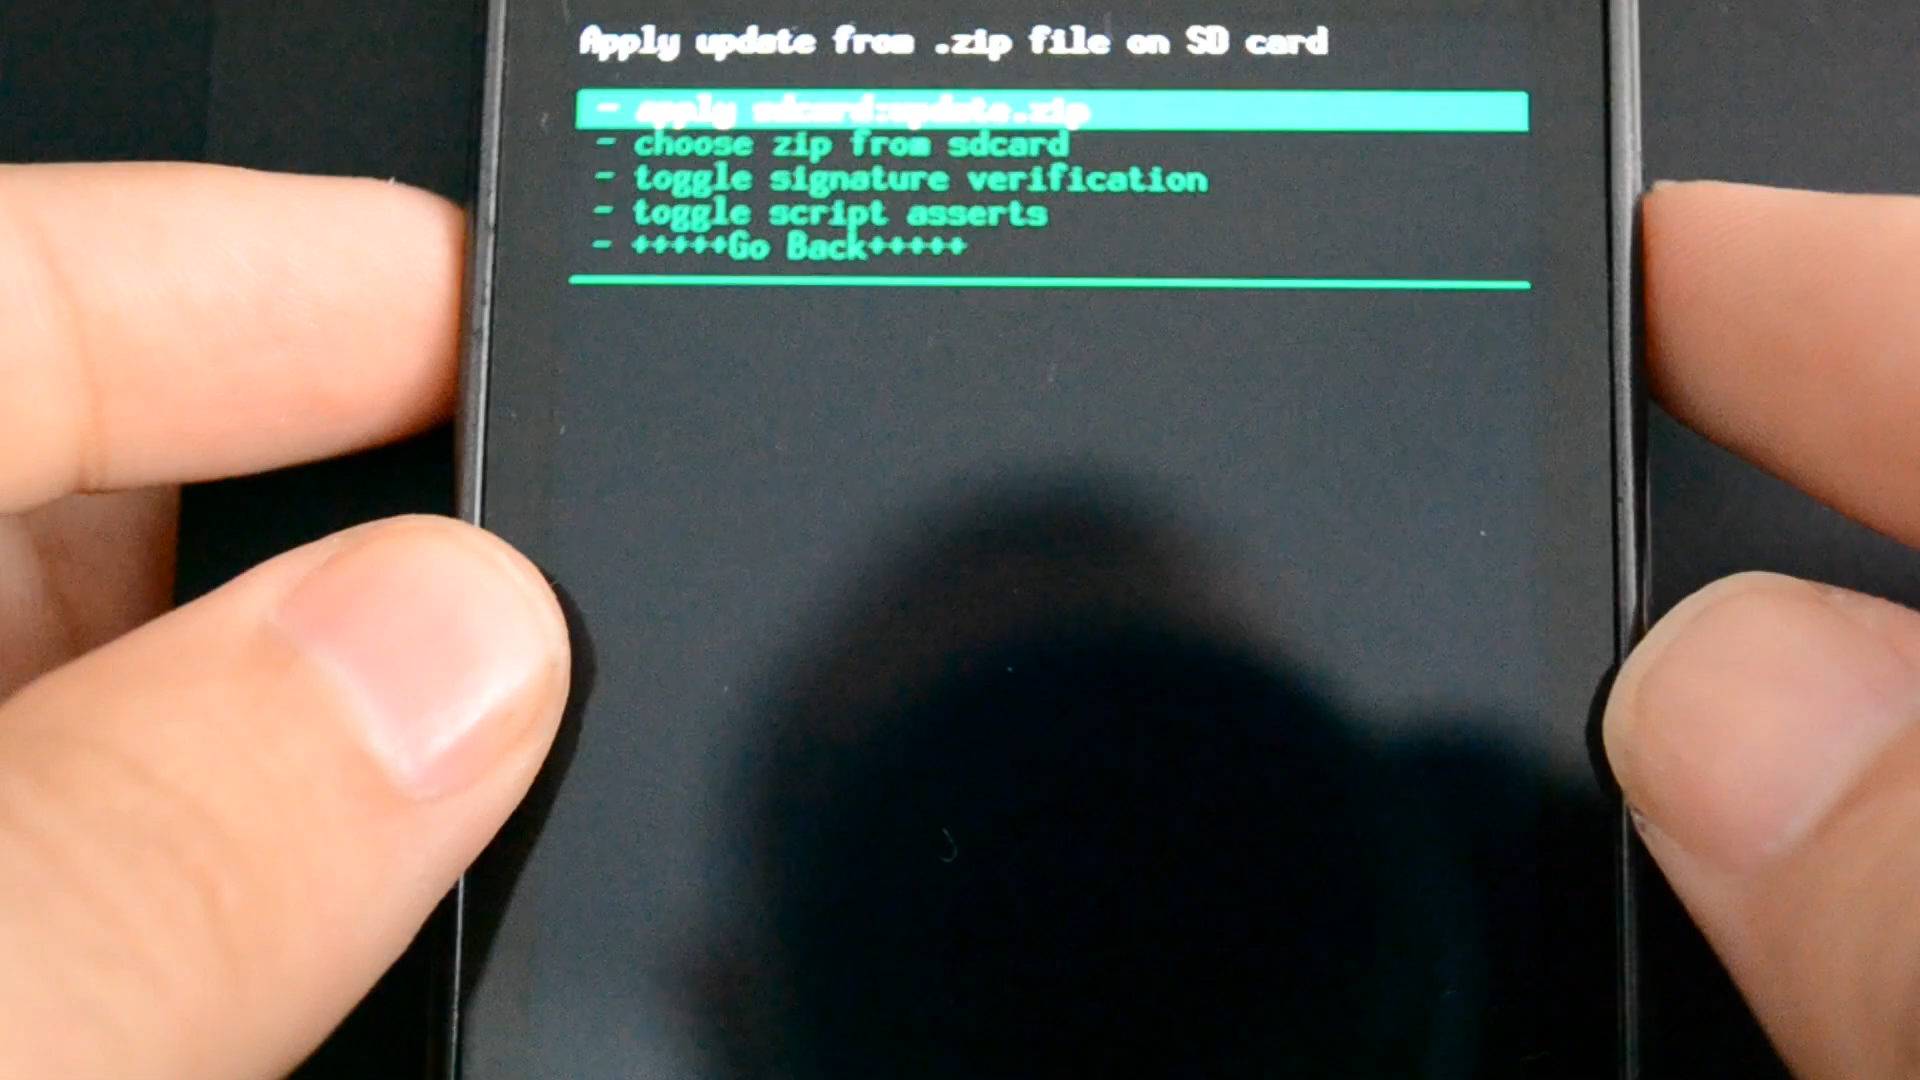 Apply update from .zip file on SD card
- apply sdcard:update.zip
- choose zip from sdcard
- toggle signature verification
- toggle script asserts
- +++++Go Back+++++